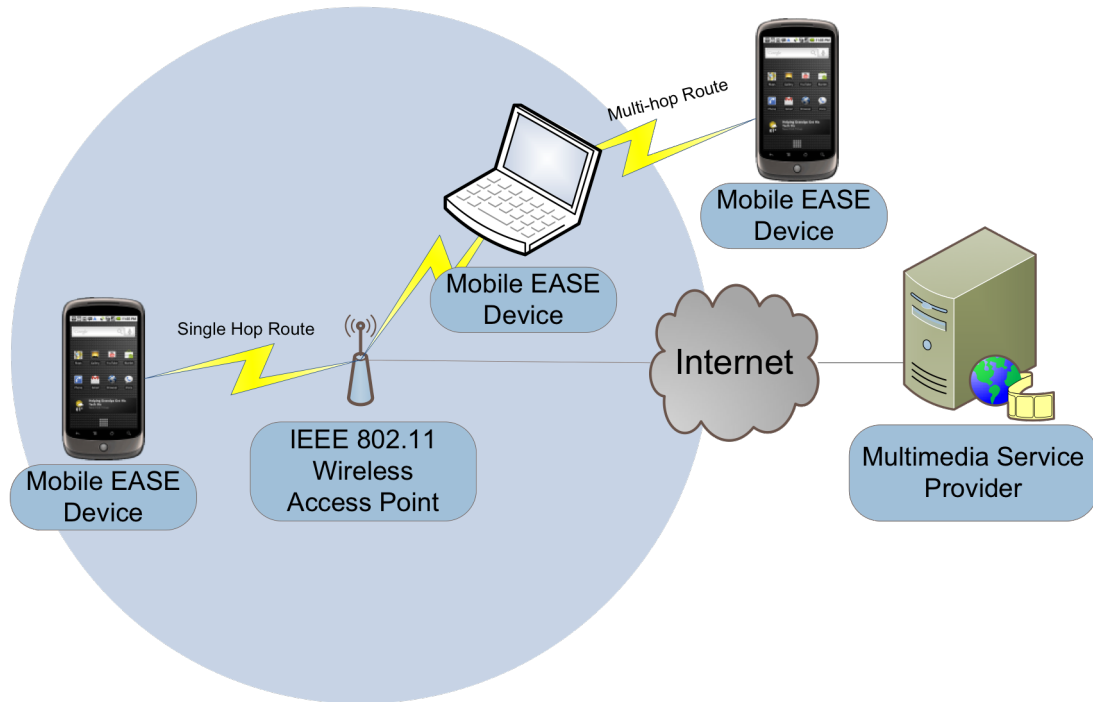 Multi-hop Route
Mobile EASE
Device
Mobile EASE
Device
Single Hop Route
Internet
IEEE 802.11
Wireless
Access Point
Mobile EASE
Device
Multimedia Service
Provider